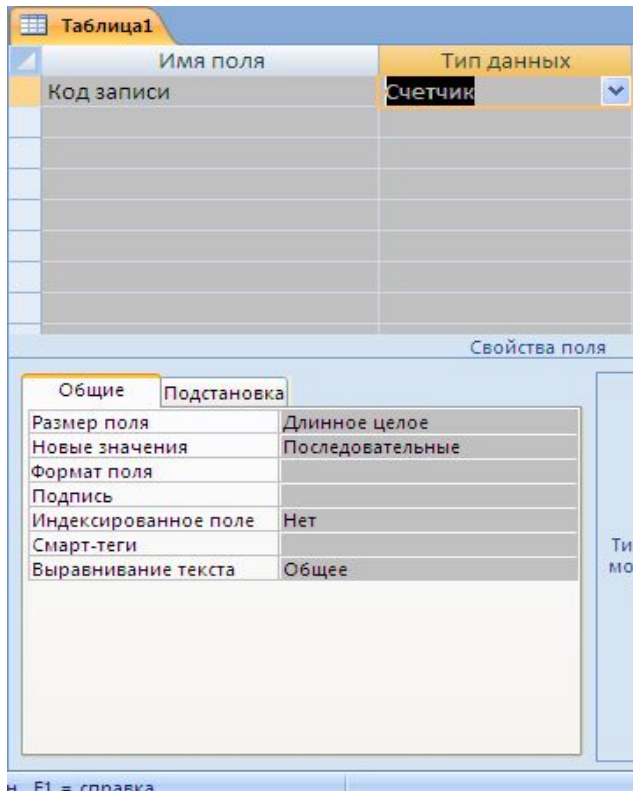 Таблица1
Имя поля Тип данных
Код записи Счетчик
Свойства поля
Общие Подстановка
Размер поля Длинное целое
Новые значения Последовательные
Формат поля
Подпись
Индексированное поле Нет
Смарт-теги
Выравнивание текста Общее
F1 = справка